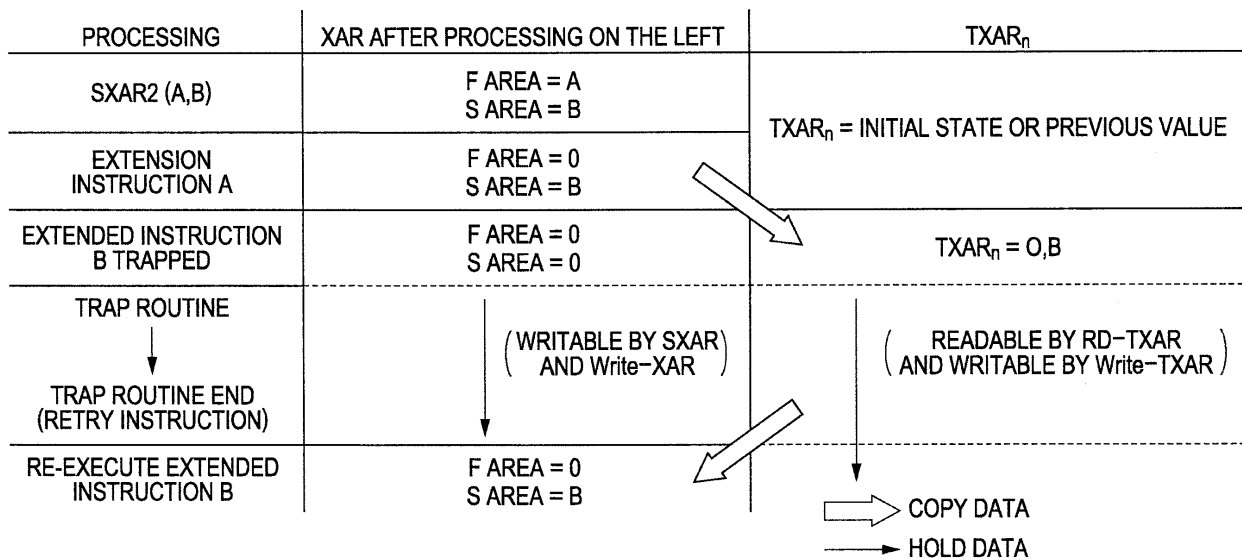 PROCESSING
XAR AFTER PROCESSING ON THE LEFT
TXARn
SXAR2 (A,B)
F AREA = A
S AREA = B
TXARn = INITIAL STATE OR PREVIOUS VALUE
EXTENSION
INSTRUCTION A
F AREA = 0
S AREA = B
EXTENDED INSTRUCTION
B TRAPPED
F AREA = 0
S AREA = 0
TXARn = O,B
TRAP ROUTINE
(WRITABLE BY SXAR
AND Write-XAR)
(READABLE BY RD-TXAR
AND WRITABLE BY Write-TXAR)
TRAP ROUTINE END
(RETRY INSTRUCTION)
RE-EXECUTE EXTENDED
INSTRUCTION B
F AREA = 0
S AREA = B
COPY DATA
HOLD DATA